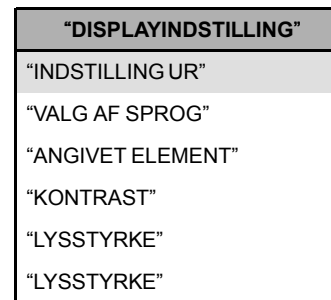 “DISPLAYINDSTILLING”
“INDSTILLING UR”
“VALG AF SPROG”
“ANGIVET ELEMENT”
“KONTRAST”
“LYSSTYRKE”
“LYSSTYRKE”